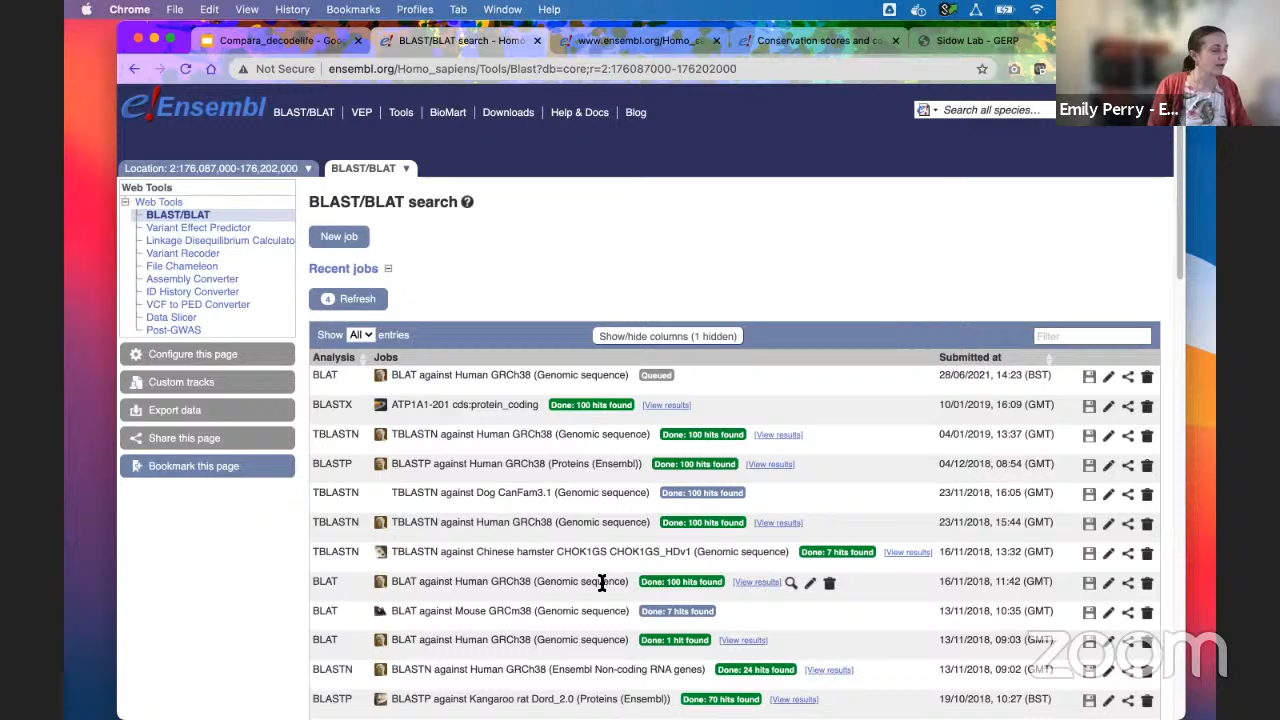 Chrome File Edit View History Bookmarks Profiles Tab Window Help
Compara_decodelife - Goo
BLAST/BLAT search - Homo
www.ensembl.org/Homo_s
Conservation scores and co
Sidow Lab - GERP
Not Secure ensembl.org/Homo_sapiens/Tools/Blast?db=core;r=2:176087000-176202000
Emily Perry - E...
e!Ensembl BLAST/BLAT | VEP | Tools | BioMart | Downloads | Help & Docs | Blog
Search all species...
Location: 2:176,087,000-176,202,000 ▼
BLAST/BLAT ▼
Web Tools
Web Tools
BLAST/BLAT
Variant Effect Predictor
Linkage Disequilibrium Calculato
Variant Recoder
File Chameleon
Assembly Converter
ID History Converter
VCF to PED Converter
Data Slicer
Post-GWAS
Configure this page
Custom tracks
Export data
Share this page
Bookmark this page
BLAST/BLAT search ?
New job
Recent jobs
4 Refresh
Show All entries
Show/hide columns (1 hidden)
Filter
Analysis Jobs Submitted at
BLAT BLAT against Human GRCh38 (Genomic sequence) Queued 28/06/2021, 14:23 (BST)
BLASTX ATP1A1-201 cds:protein_coding Done: 100 hits found [View results] 10/01/2019, 16:09 (GMT)
TBLASTN TBLASTN against Human GRCh38 (Genomic sequence) Done: 100 hits found [View results] 04/01/2019, 13:37 (GMT)
BLASTP BLASTP against Human GRCh38 (Proteins (Ensembl)) Done: 100 hits found [View results] 04/12/2018, 08:54 (GMT)
TBLASTN TBLASTN against Dog CanFam3.1 (Genomic sequence) Done: 100 hits found 23/11/2018, 16:05 (GMT)
TBLASTN TBLASTN against Human GRCh38 (Genomic sequence) Done: 100 hits found [View results] 23/11/2018, 15:44 (GMT)
TBLASTN TBLASTN against Chinese hamster CHOK1GS CHOK1GS_HDv1 (Genomic sequence) Done: 7 hits found [View results] 16/11/2018, 13:32 (GMT)
BLAT BLAT against Human GRCh38 (Genomic sequence) Done: 100 hits found [View results] 16/11/2018, 11:42 (GMT)
BLAT BLAT against Mouse GRCm38 (Genomic sequence) Done: 7 hits found 13/11/2018, 10:35 (GMT)
BLAT BLAT against Human GRCh38 (Genomic sequence) Done: 1 hit found [View results] 13/11/2018, 09:03 (GMT)
BLASTN BLASTN against Human GRCh38 (Ensembl Non-coding RNA genes) Done: 24 hits found [View results] 13/11/2018, 09:02 (GMT)
BLASTP BLASTP against Kangaroo rat Dord_2.0 (Proteins (Ensembl)) Done: 70 hits found [View results] 19/10/2018, 10:27 (BST)
zoom